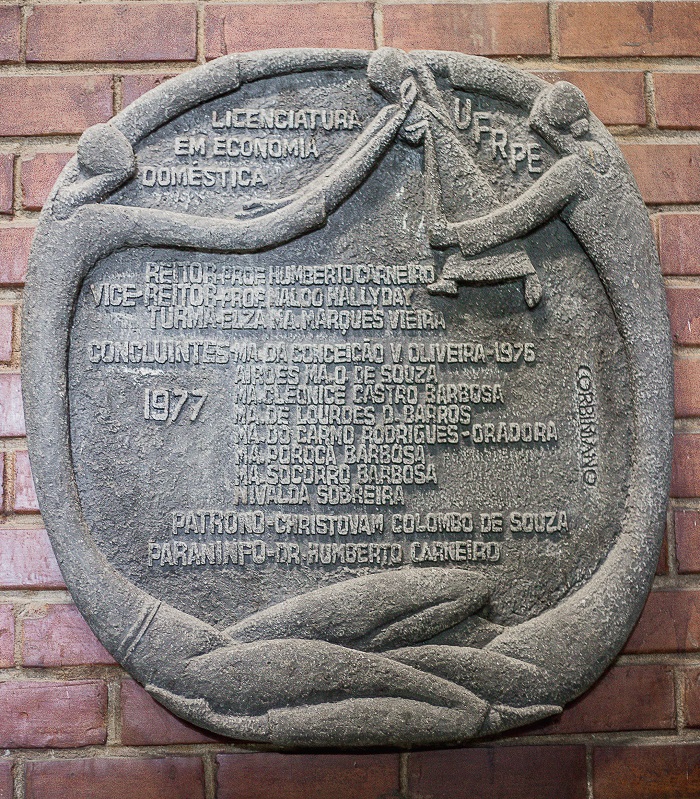 LICENCIATURA
EM ECONOMIA
DOMÉSTICA
UFRPE
REITOR-PROF. HUMBERTO CARNEIRO
VICE-REITOR-PROF. WALDO HALLYDAY
TURMA-ELZA MA. MARQUES VIEIRA
CONCLUINTES-MA. DA CONCEIÇÃO V. OLIVEIRA-1976
AIRDES MA. O DE SOUZA
MA. CLEONICE CASTRO BARBOSA
MA. DE LOURDES D. BARROS
MA. DO CARMO RODRIGUES-ORADORA
MA. POROCA BARBOSA
MA. SOCORRO BARBOSA
NIVALDA SOBREIRA
1977
CORBINIANO
PATRONO-CHRISTOVAM COLOMBO DE SOUZA
PARANINFO-DR. HUMBERTO CARNEIRO